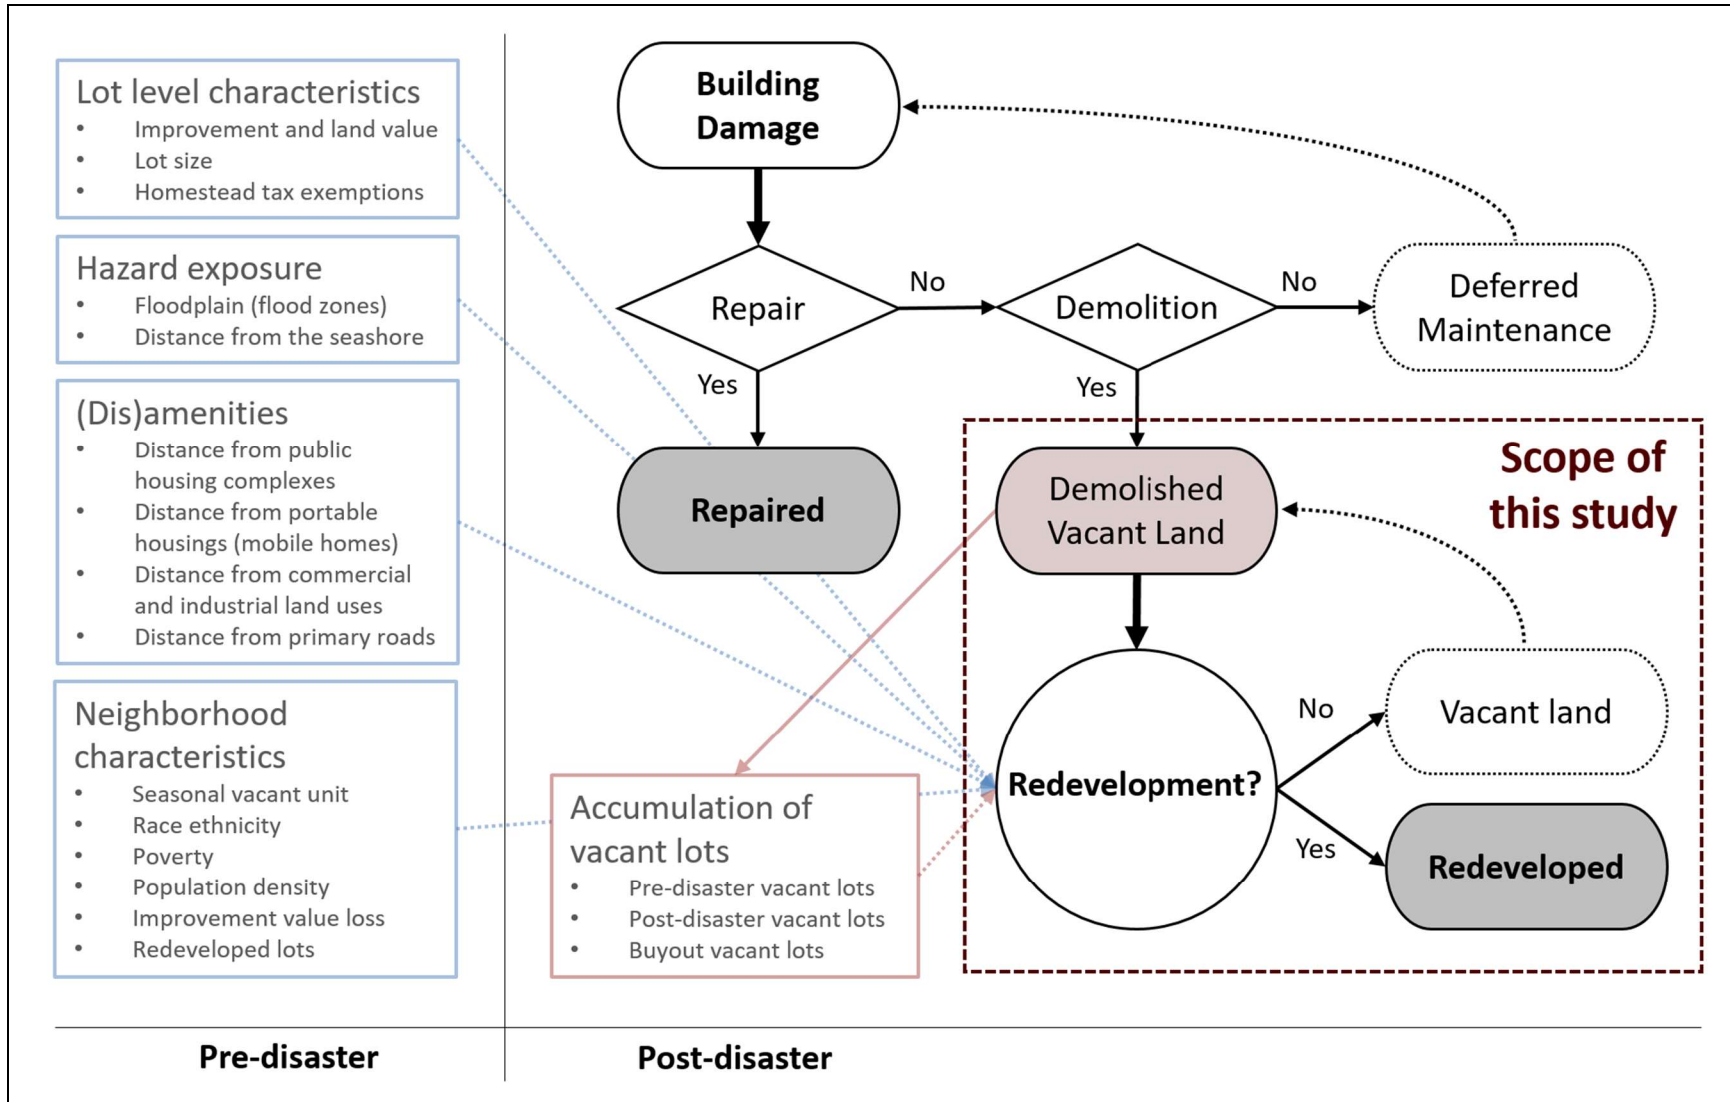 Lot level characteristics
• Improvement and land value
• Lot size
• Homestead tax exemptions
Hazard exposure
• Floodplain (flood zones)
• Distance from the seashore
(Dis)amenities
• Distance from public
housing complexes
• Distance from portable
housings (mobile homes)
• Distance from commercial
and industrial land uses
• Distance from primary roads
Neighborhood
characteristics
• Seasonal vacant unit
• Race ethnicity
• Poverty
• Population density
• Improvement value loss
• Redeveloped lots
Pre-disaster
Building
Damage
Repair
No
Demolition
No
Deferred
Maintenance
Yes
Yes
Repaired
Demolished
Vacant Land
Scope of
this study
Redevelopment?
No
Vacant land
Yes
Redeveloped
Accumulation of
vacant lots
• Pre-disaster vacant lots
• Post-disaster vacant lots
• Buyout vacant lots
Post-disaster